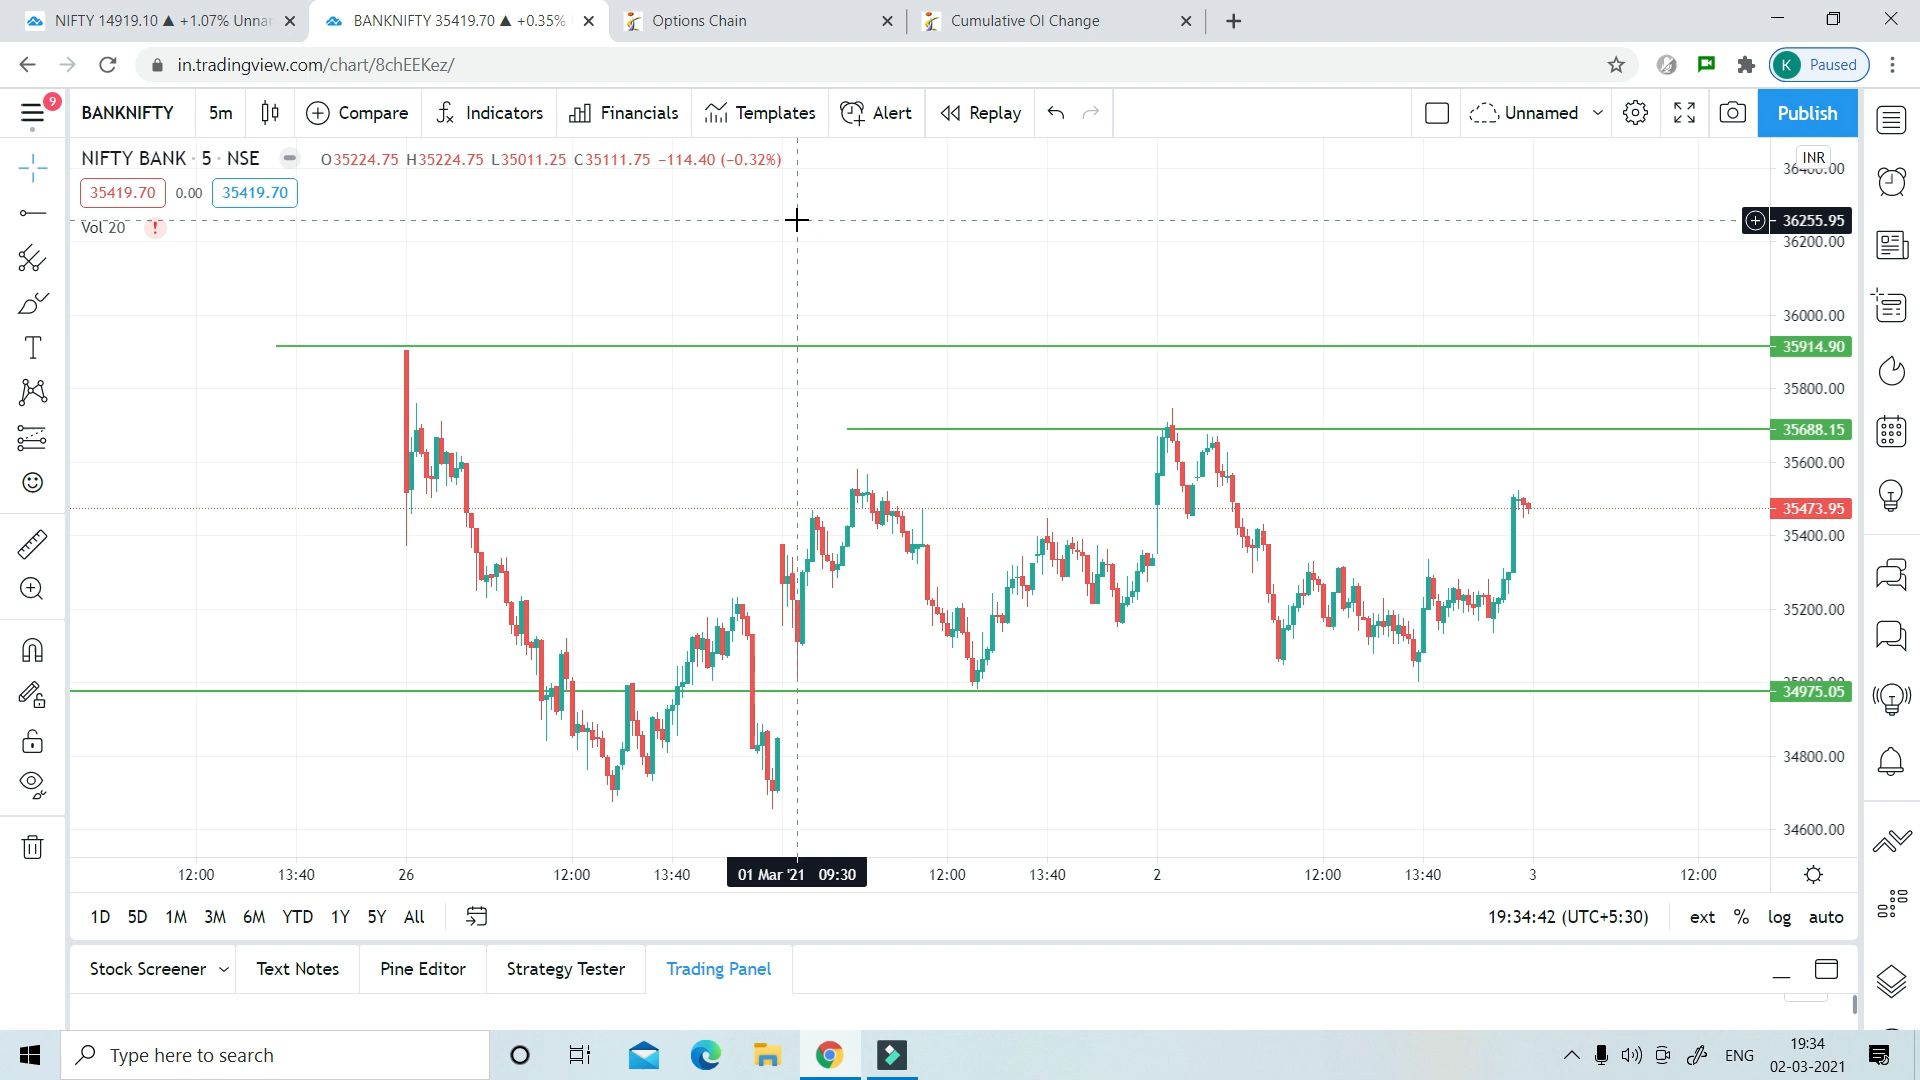 NIFTY 14919.10 ▲ +1.07% Unnar
BANKNIFTY 35419.70 ▲ +0.35%
Options Chain
Cumulative OI Change
in.tradingview.com/chart/8chEEKez/
K Paused
9
BANKNIFTY 5m Compare Indicators Financials Templates Alert Replay Unnamed Publish
NIFTY BANK · 5 · NSE O35224.75 H35224.75 L35011.25 C35111.75 −114.40 (−0.32%)
35419.70 0.00 35419.70
Vol 20 !
INR
36400.00
36255.95
36200.00
36000.00
35914.90
35800.00
35688.15
35600.00
35473.95
35400.00
35200.00
34975.05
34800.00
34600.00
12:00 13:40 26 12:00 13:40 01 Mar '21 09:30 12:00 13:40 2 12:00 13:40 3 12:00
1D 5D 1M 3M 6M YTD 1Y 5Y All 19:34:42 (UTC+5:30) ext % log auto
Stock Screener Text Notes Pine Editor Strategy Tester Trading Panel
Type here to search
ENG
19:34
02-03-2021